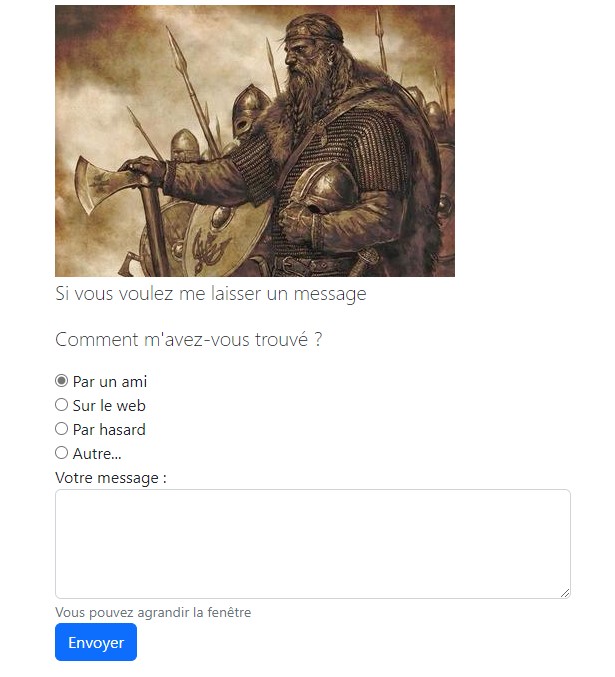 Si vous voulez me laisser un message
Comment m'avez-vous trouvé ?
Par un ami
Sur le web
Par hasard
Autre...
Votre message :
Vous pouvez agrandir la fenêtre
Envoyer